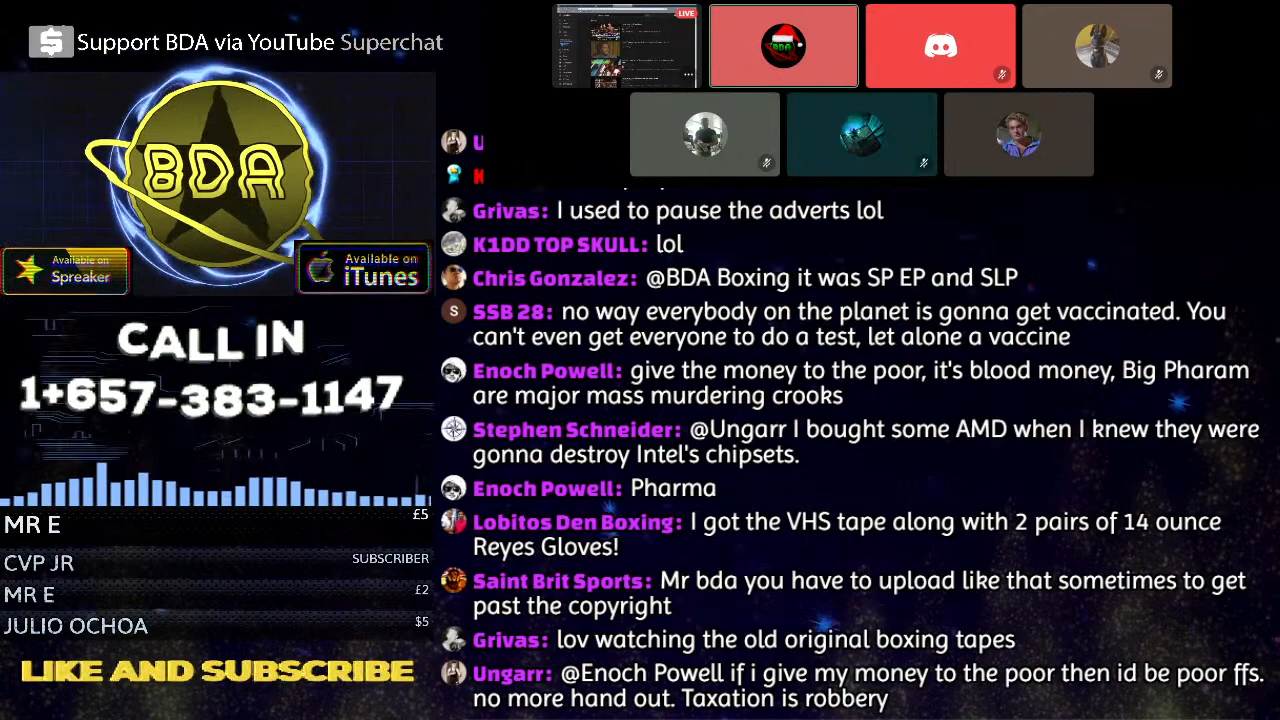 Support BDA via YouTube Superchat
LIVE
BDA
BDA
Available on
Spreaker
Available on
iTunes
CALL IN
1+657-383-1147
MR E £5
CVP JR SUBSCRIBER
MR E £2
JULIO OCHOA $5
LIKE AND SUBSCRIBE
U
K
Grivas: I used to pause the adverts lol
K1DD TOP SKULL: lol
Chris Gonzalez: @BDA Boxing it was SP EP and SLP
S
SSB 28: no way everybody on the planet is gonna get vaccinated. You
can't even get everyone to do a test, let alone a vaccine
Enoch Powell: give the money to the poor, it's blood money, Big Pharam
are major mass murdering crooks
Stephen Schneider: @Ungarr I bought some AMD when I knew they were
gonna destroy Intel's chipsets.
Enoch Powell: Pharma
Lobitos Den Boxing: I got the VHS tape along with 2 pairs of 14 ounce
Reyes Gloves!
Saint Brit Sports: Mr bda you have to upload like that sometimes to get
past the copyright
Grivas: lov watching the old original boxing tapes
Ungarr: @Enoch Powell if i give my money to the poor then id be poor ffs.
no more hand out. Taxation is robbery